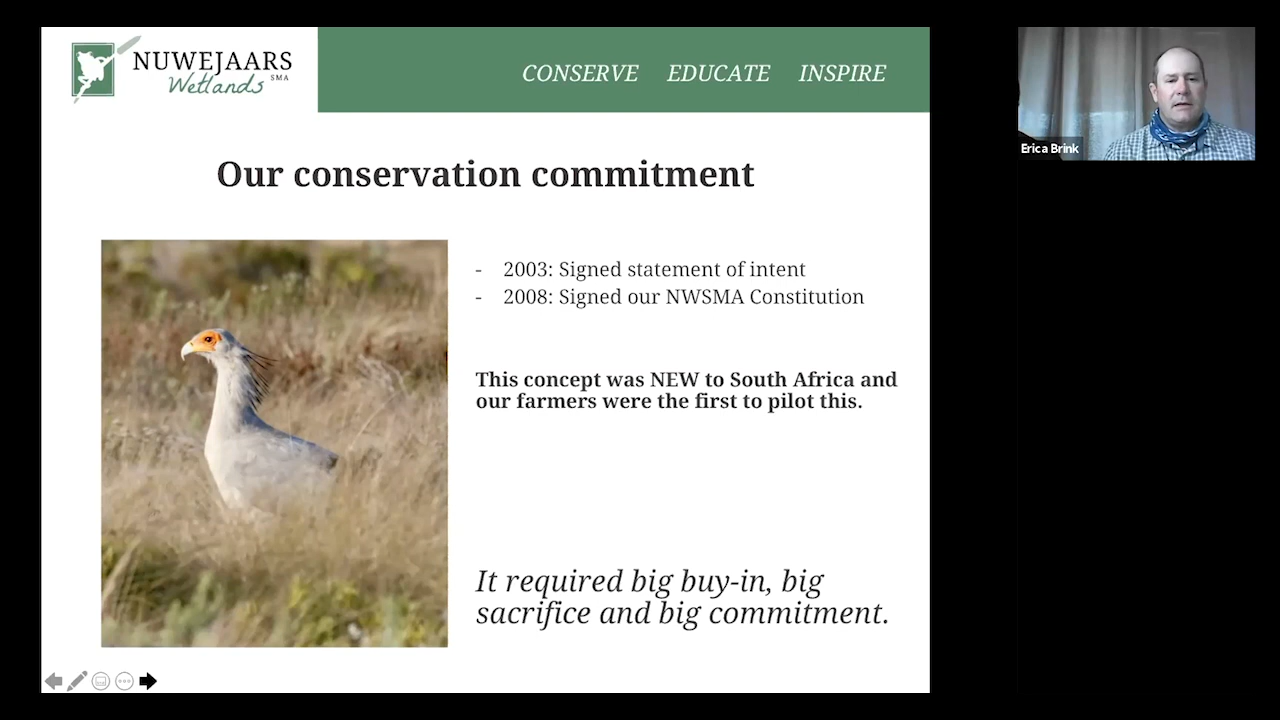 NUWEJAARS
Wetlands SMA
CONSERVE EDUCATE INSPIRE
Our conservation commitment
- 2003: Signed statement of intent
- 2008: Signed our NWSMA Constitution
This concept was NEW to South Africa and
our farmers were the first to pilot this.
It required big buy-in, big
sacrifice and big commitment.
Erica Brink